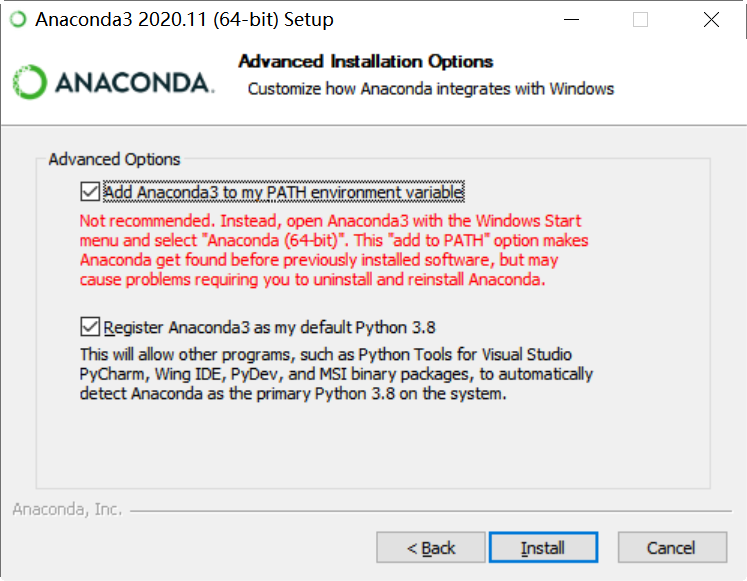 Anaconda3 2020.11 (64-bit) Setup
Advanced Installation Options
Customize how Anaconda integrates with Windows
ANACONDA.
Advanced Options
Add Anaconda3 to my PATH environment variable
Not recommended. Instead, open Anaconda3 with the Windows Start
menu and select "Anaconda (64-bit)". This "add to PATH" option makes
Anaconda get found before previously installed software, but may
cause problems requiring you to uninstall and reinstall Anaconda.
Register Anaconda3 as my default Python 3.8
This will allow other programs, such as Python Tools for Visual Studio
PyCharm, Wing IDE, PyDev, and MSI binary packages, to automatically
detect Anaconda as the primary Python 3.8 on the system.
Anaconda, Inc.
< Back
Install
Cancel